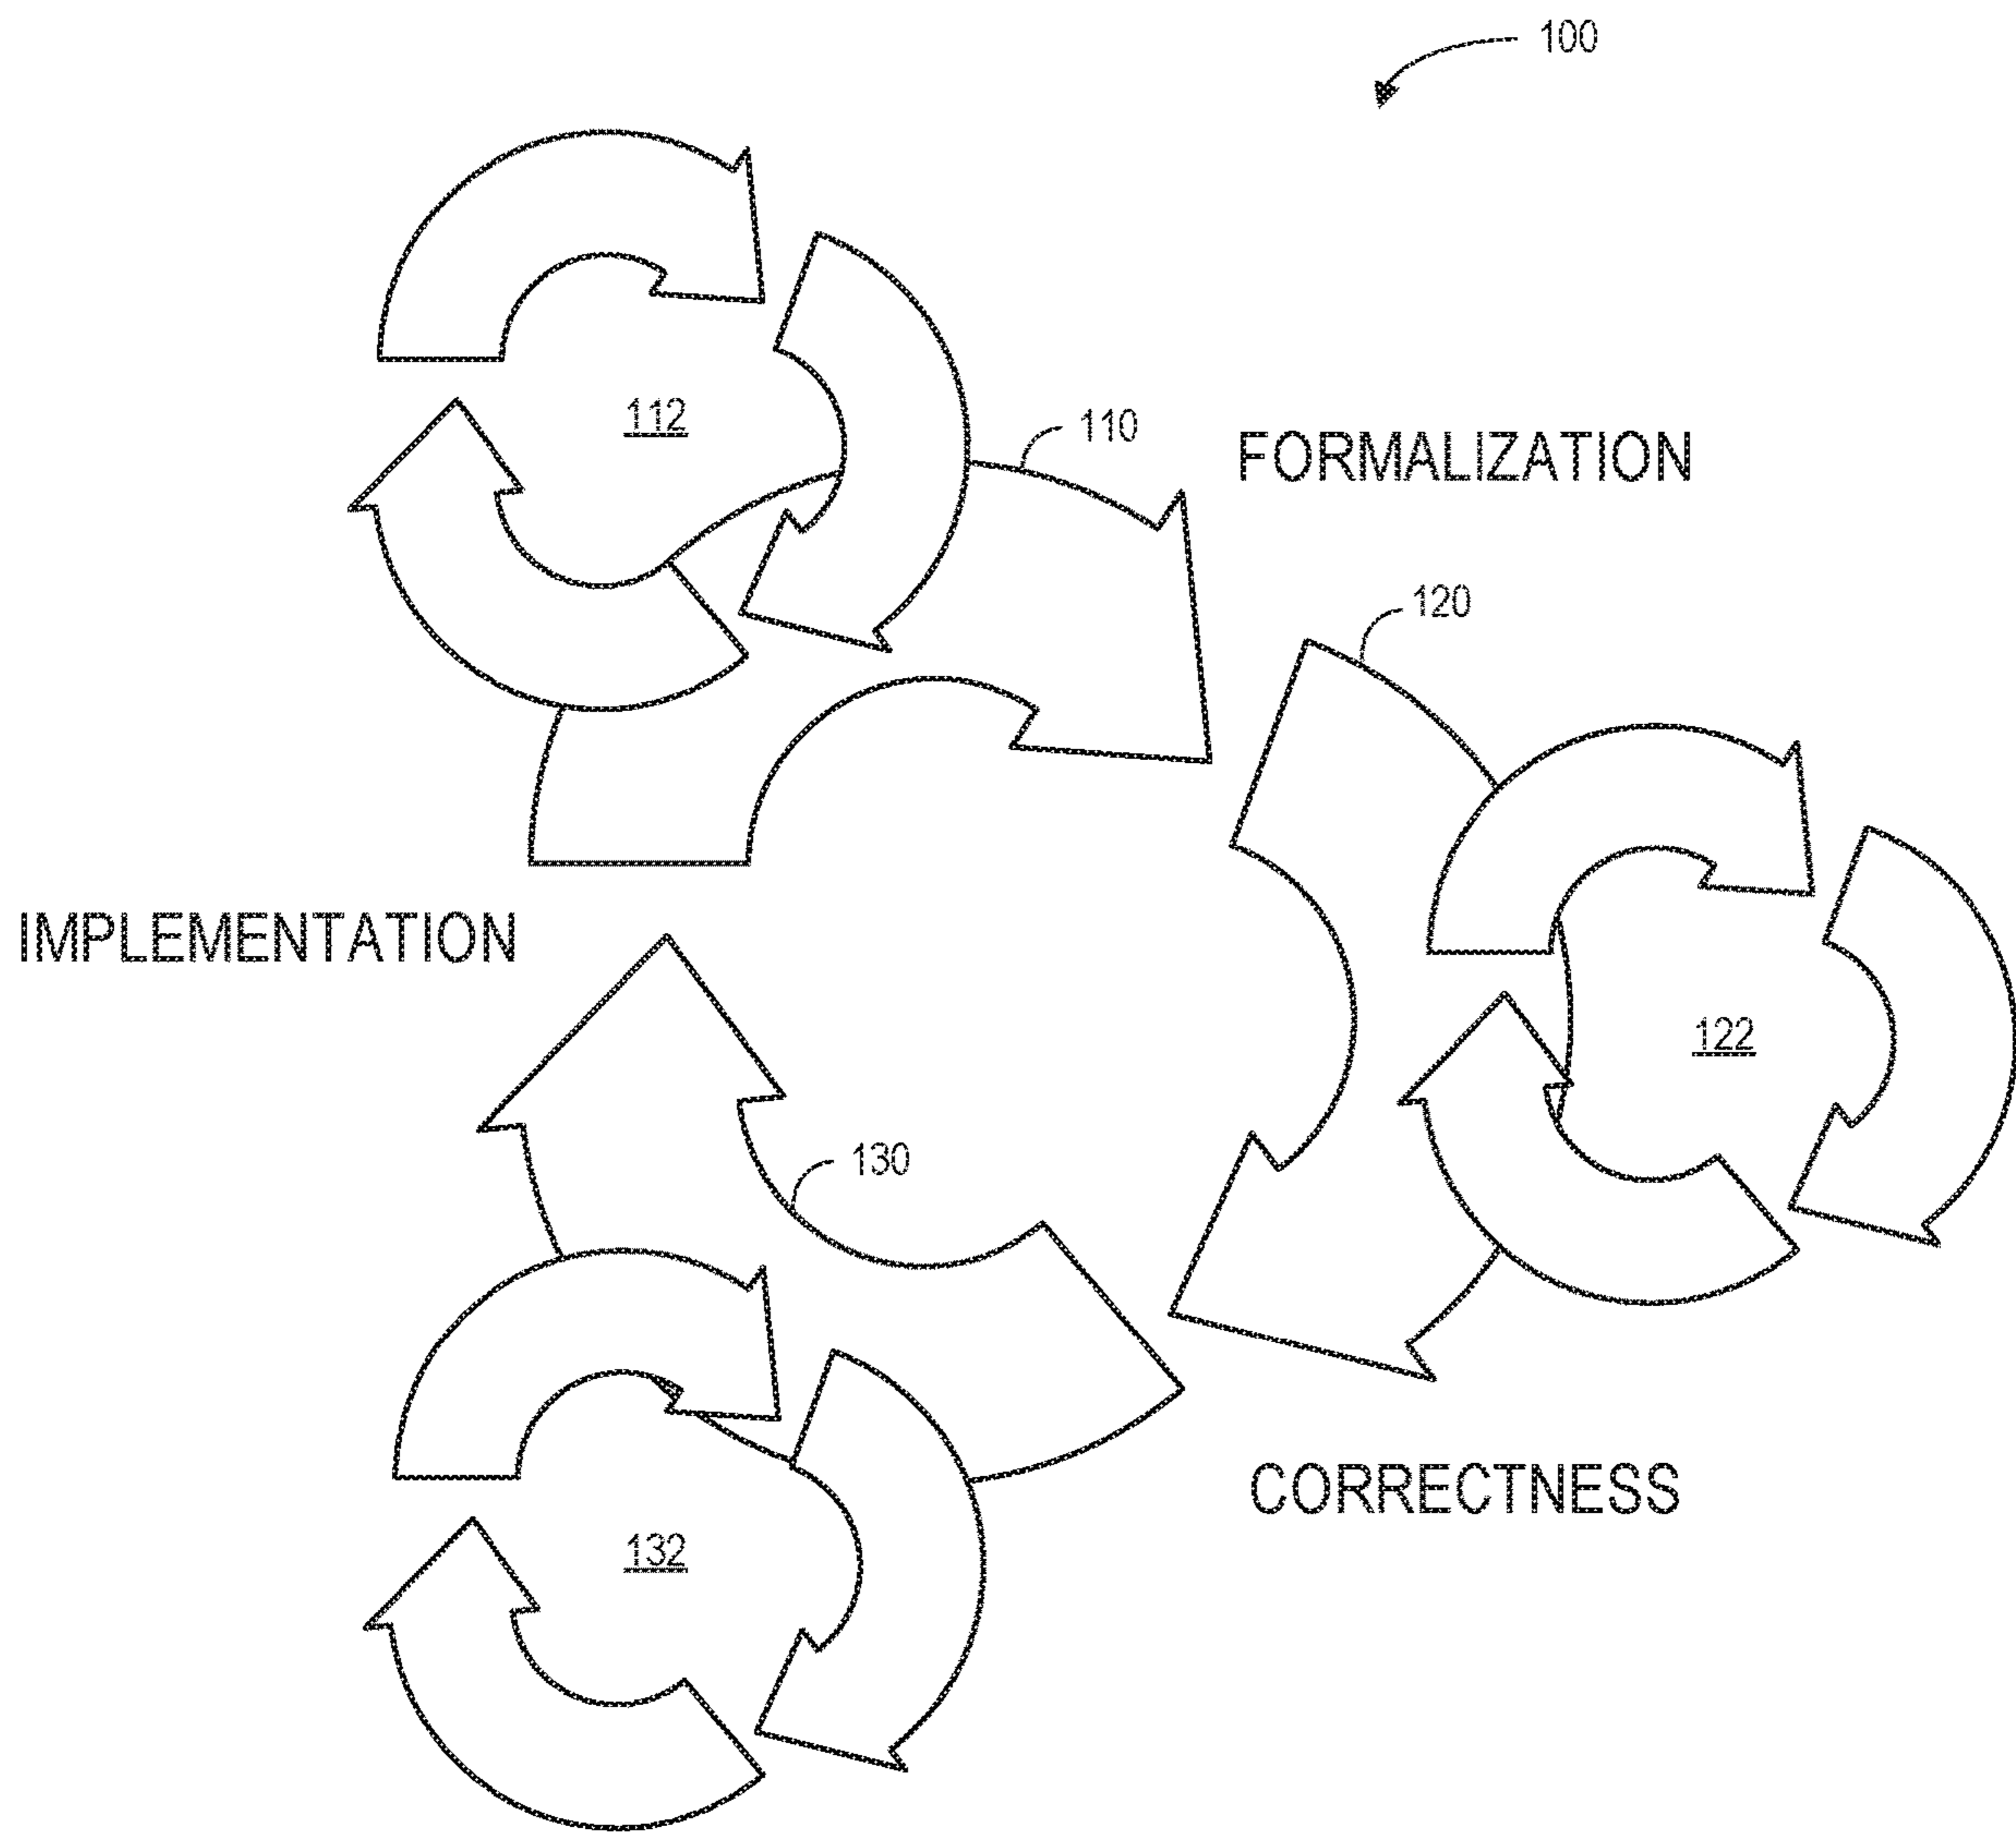 100
112
110
FORMALIZATION
120
IMPLEMENTATION
122
130
CORRECTNESS
132